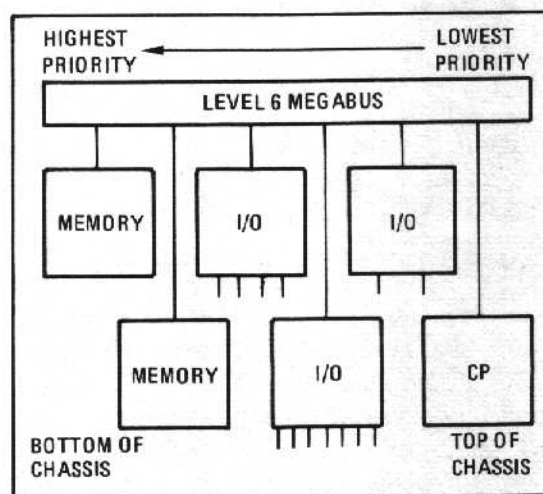 HIGHEST
PRIORITY
LOWEST
PRIORITY
LEVEL 6 MEGABUS
MEMORY
I/O
I/O
MEMORY
I/O
CP
BOTTOM OF
CHASSIS
TOP OF
CHASSIS